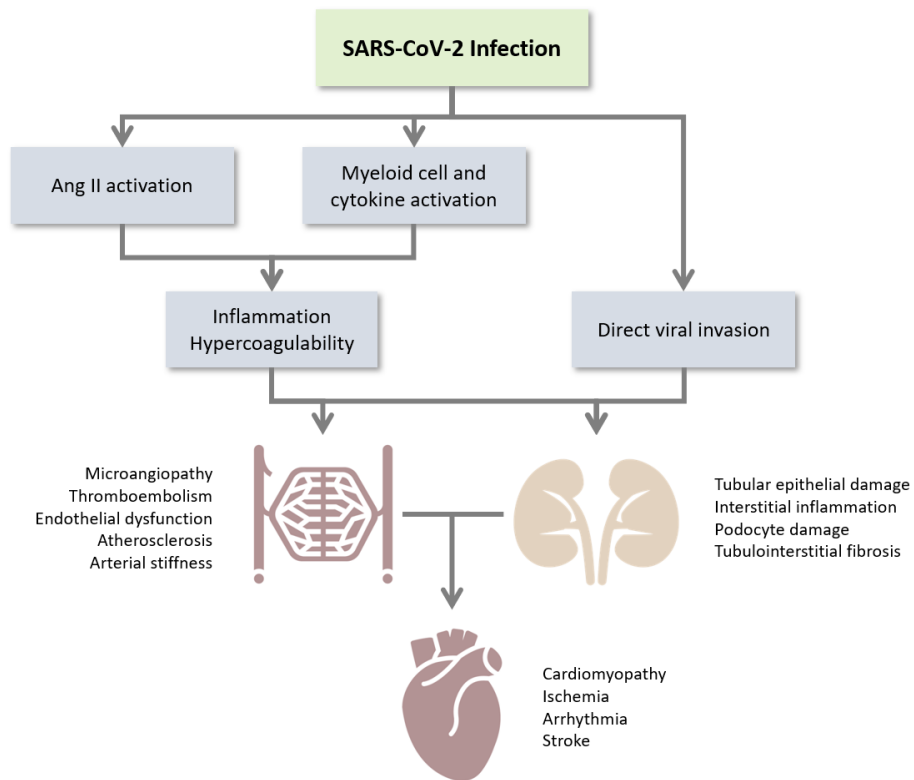 SARS-CoV-2 Infection
Ang II activation
Myeloid cell and
cytokine activation
Inflammation
Hypercoagulability
Direct viral invasion
Microangiopathy
Thromboembolism
Endothelial dysfunction
Atherosclerosis
Arterial stiffness
Tubular epithelial damage
Interstitial inflammation
Podocyte damage
Tubulointerstitial fibrosis
Cardiomyopathy
Ischemia
Arrhythmia
Stroke